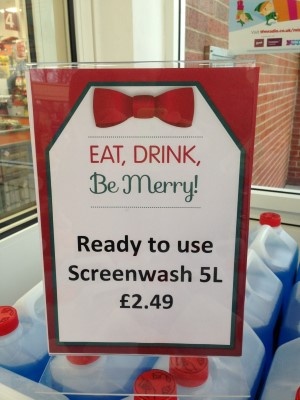 EAT, DRINK,
Be Merry!
Ready to use
Screenwash 5L
£2.49